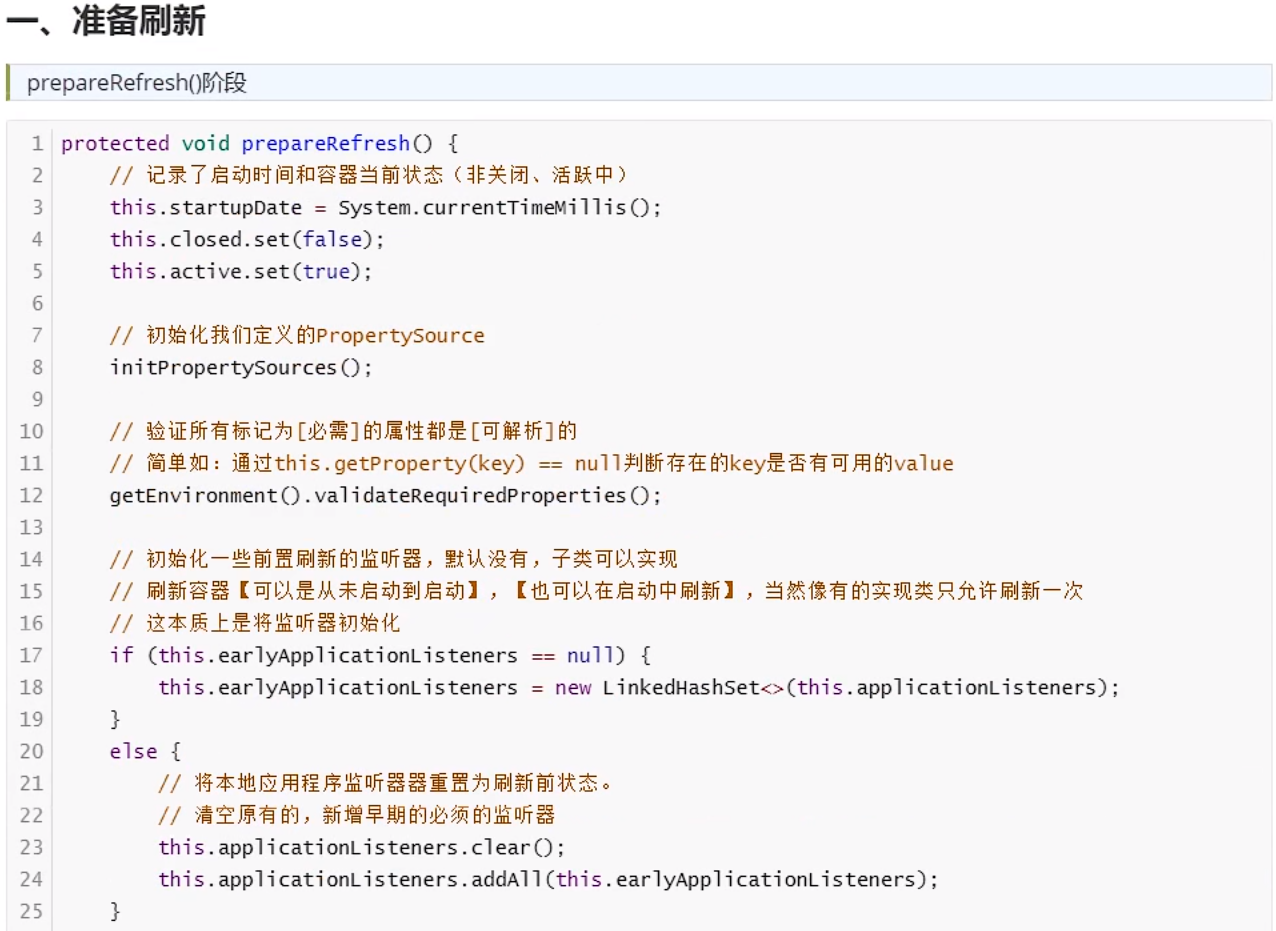 一、准备刷新
prepareRefresh()阶段
1 protected void prepareRefresh() {
2 // 记录了启动时间和容器当前状态（非关闭、活跃中）
3 this.startupDate = System.currentTimeMillis();
4 this.closed.set(false);
5 this.active.set(true);
6
7 // 初始化我们定义的PropertySource
8 initPropertySources();
9
10 // 验证所有标记为[必需]的属性都是[可解析]的
11 // 简单如：通过this.getProperty(key) == null判断存在的key是否有可用的value
12 getEnvironment().validateRequiredProperties();
13
14 // 初始化一些前置刷新的监听器，默认没有，子类可以实现
15 // 刷新容器【可以是从未启动到启动】，【也可以在启动中刷新】，当然像有的实现类只允许刷新一次
16 // 这本质上是将监听器初始化
17 if (this.earlyApplicationListeners == null) {
18 this.earlyApplicationListeners = new LinkedHashSet<>(this.applicationListeners);
19 }
20 else {
21 // 将本地应用程序监听器器重置为刷新前状态。
22 // 清空原有的，新增早期的必须的监听器
23 this.applicationListeners.clear();
24 this.applicationListeners.addAll(this.earlyApplicationListeners);
25 }